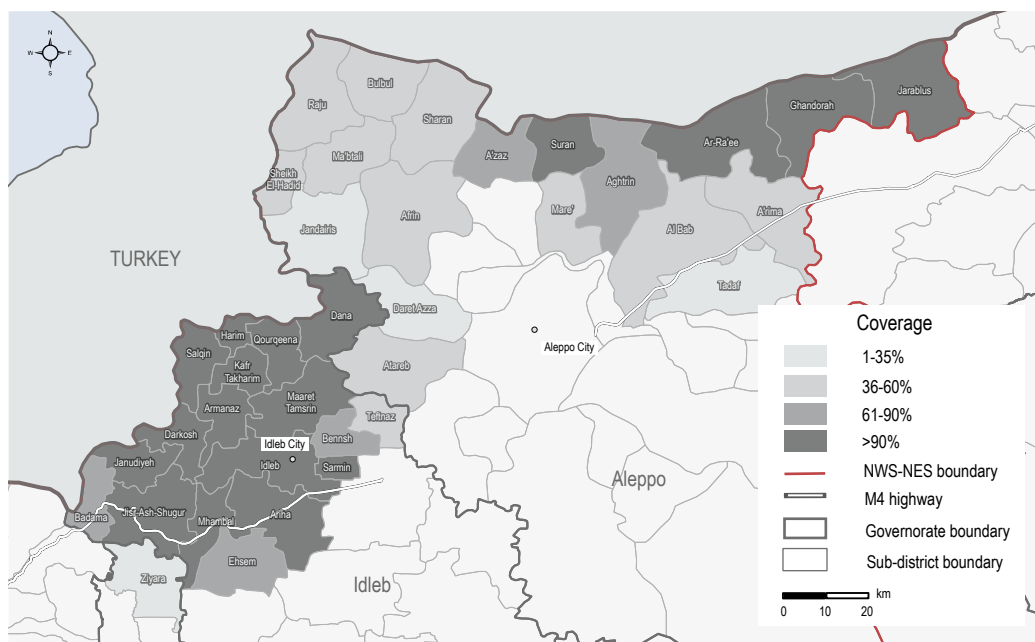 N
W E
S
Bulbul
Raju
Sharan
Jarablus
Ghandorah
Ma'btali
A'zaz
Suran
Ar-Ra'ee
Sheikh
El-Hadid
Aghtrin
Afrin
Mare'
A'rima
Jandairis
Al Bab
TURKEY
Tadaf
Daret Azza
Dana
Harim
Qourqeena
Salqin
Aleppo City
Kafr
Takharim
Atareb
Maaret
Tamsrin
Armanaz
Teftnaz
Darkosh
Idleb City
Bennsh
Janudiyeh
Idleb
Sarmin
Aleppo
Badama
Jisr-Ash-Shugur
Mhambal
Ariha
Ehsem
Ziyara
Idleb
Coverage
1-35%
36-60%
61-90%
>90%
NWS-NES boundary
M4 highway
Governorate boundary
Sub-district boundary
km
0 10 20